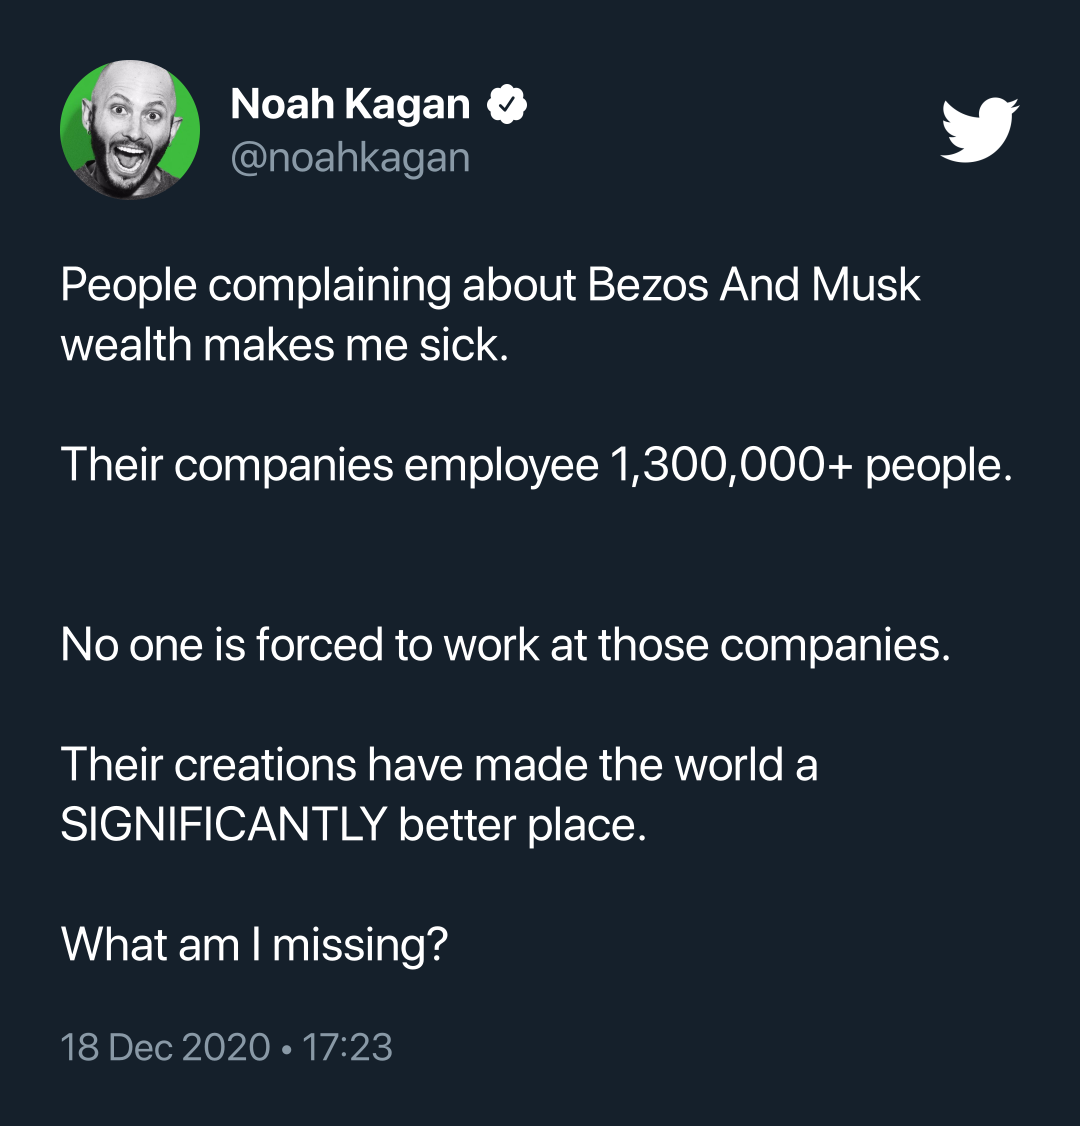 Noah Kagan
@noahkagan
People complaining about Bezos And Musk
wealth makes me sick.
Their companies employee 1,300,000+ people.
No one is forced to work at those companies.
Their creations have made the world a
SIGNIFICANTLY better place.
What am I missing?
18 Dec 2020 • 17:23